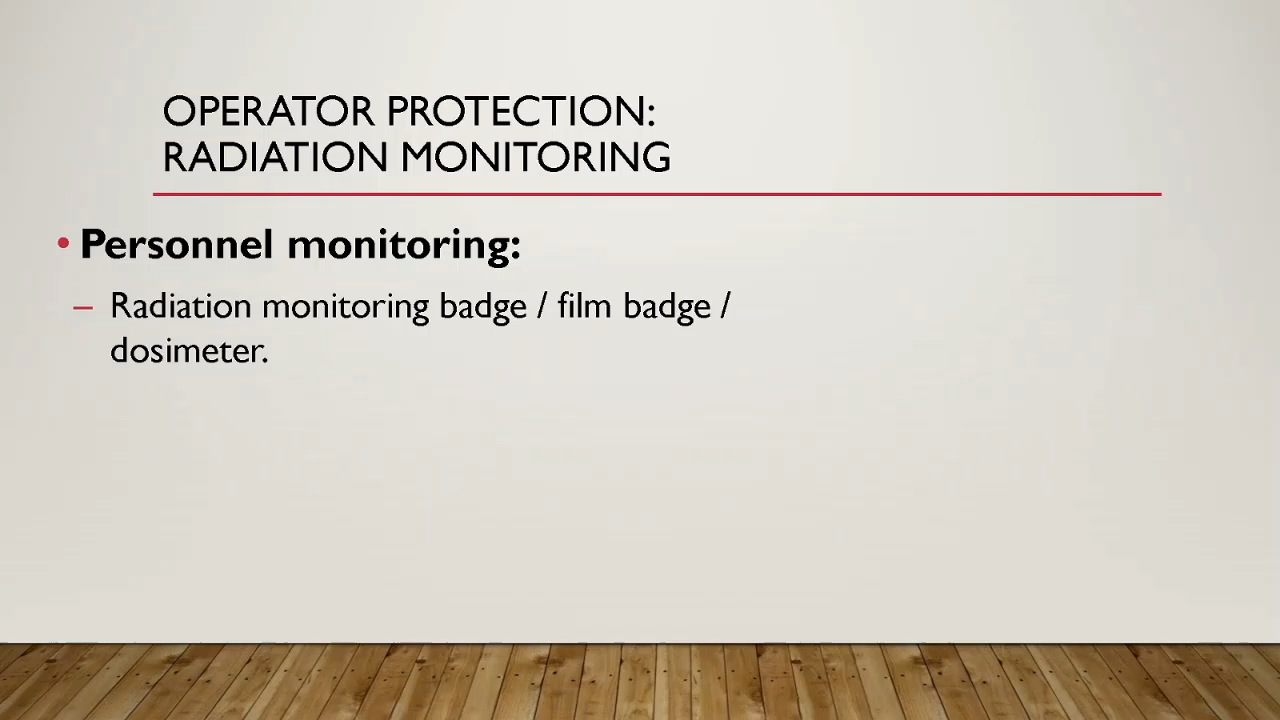 OPERATOR PROTECTION:
RADIATION MONITORING
• Personnel monitoring:
– Radiation monitoring badge / film badge /
dosimeter.